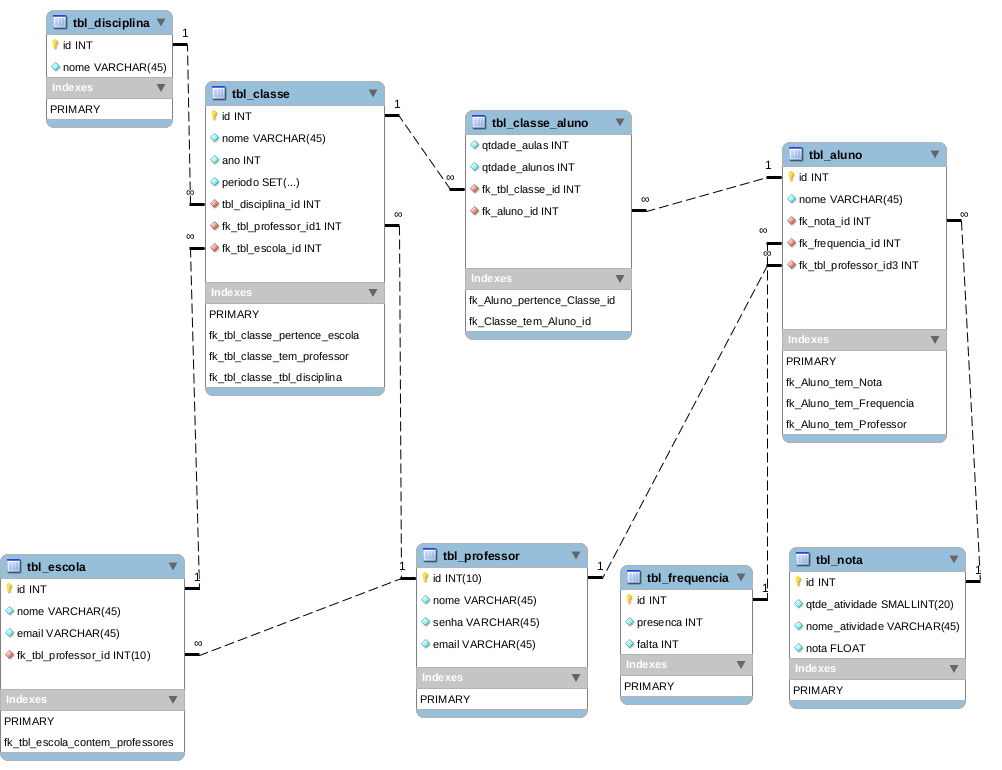 tbl_disciplina
id INT
nome VARCHAR(45)
Indexes
PRIMARY
1
∞
tbl_classe
id INT
nome VARCHAR(45)
ano INT
periodo SET(...)
tbl_disciplina_id INT
fk_tbl_professor_id1 INT
fk_tbl_escola_id INT
Indexes
PRIMARY
fk_tbl_classe_pertence_escola
fk_tbl_classe_tem_professor
fk_tbl_classe_tbl_disciplina
1
∞
∞
∞
tbl_classe_aluno
qtdade_aulas INT
qtdade_alunos INT
fk_tbl_classe_id INT
fk_aluno_id INT
Indexes
fk_Aluno_pertence_Classe_id
fk_Classe_tem_Aluno_id
∞
1
tbl_aluno
id INT
nome VARCHAR(45)
fk_nota_id INT
fk_frequencia_id INT
fk_tbl_professor_id3 INT
Indexes
PRIMARY
fk_Aluno_tem_Nota
fk_Aluno_tem_Frequencia
fk_Aluno_tem_Professor
∞
∞
∞
tbl_escola
id INT
nome VARCHAR(45)
email VARCHAR(45)
fk_tbl_professor_id INT(10)
Indexes
PRIMARY
fk_tbl_escola_contem_professores
1
∞
1
tbl_professor
id INT(10)
nome VARCHAR(45)
senha VARCHAR(45)
email VARCHAR(45)
Indexes
PRIMARY
1
tbl_frequencia
id INT
presenca INT
falta INT
Indexes
PRIMARY
1
tbl_nota
id INT
qtde_atividade SMALLINT(20)
nome_atividade VARCHAR(45)
nota FLOAT
Indexes
PRIMARY
1